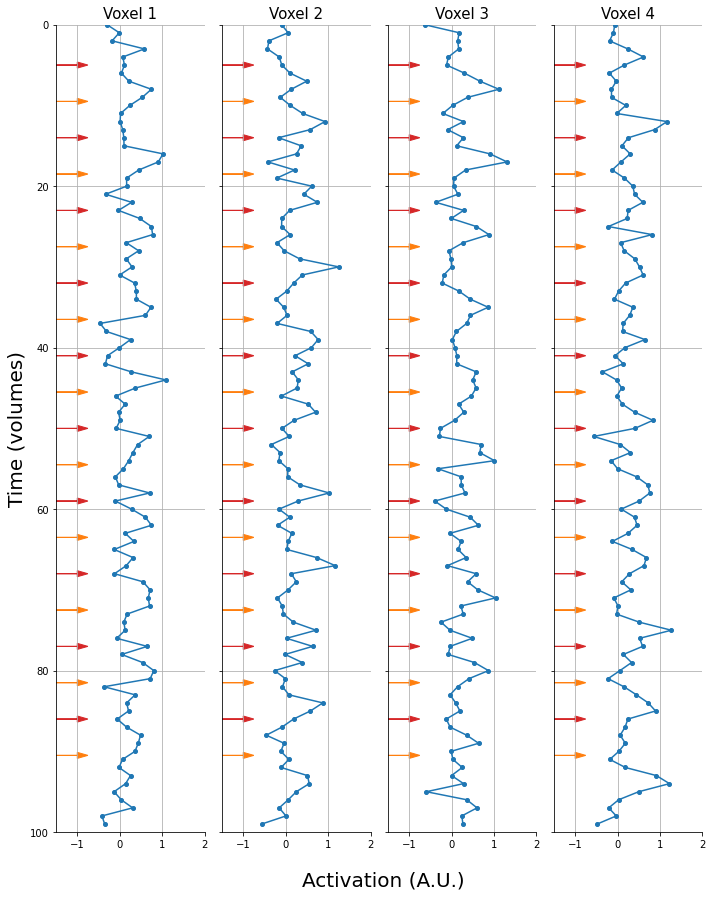 Voxel 1 Voxel 2 Voxel 3 Voxel 4
0
20
40
60
80
100
Time (volumes)
−1 0 1 2 −1 0 1 2 −1 0 1 2 −1 0 1 2
Activation (A.U.)